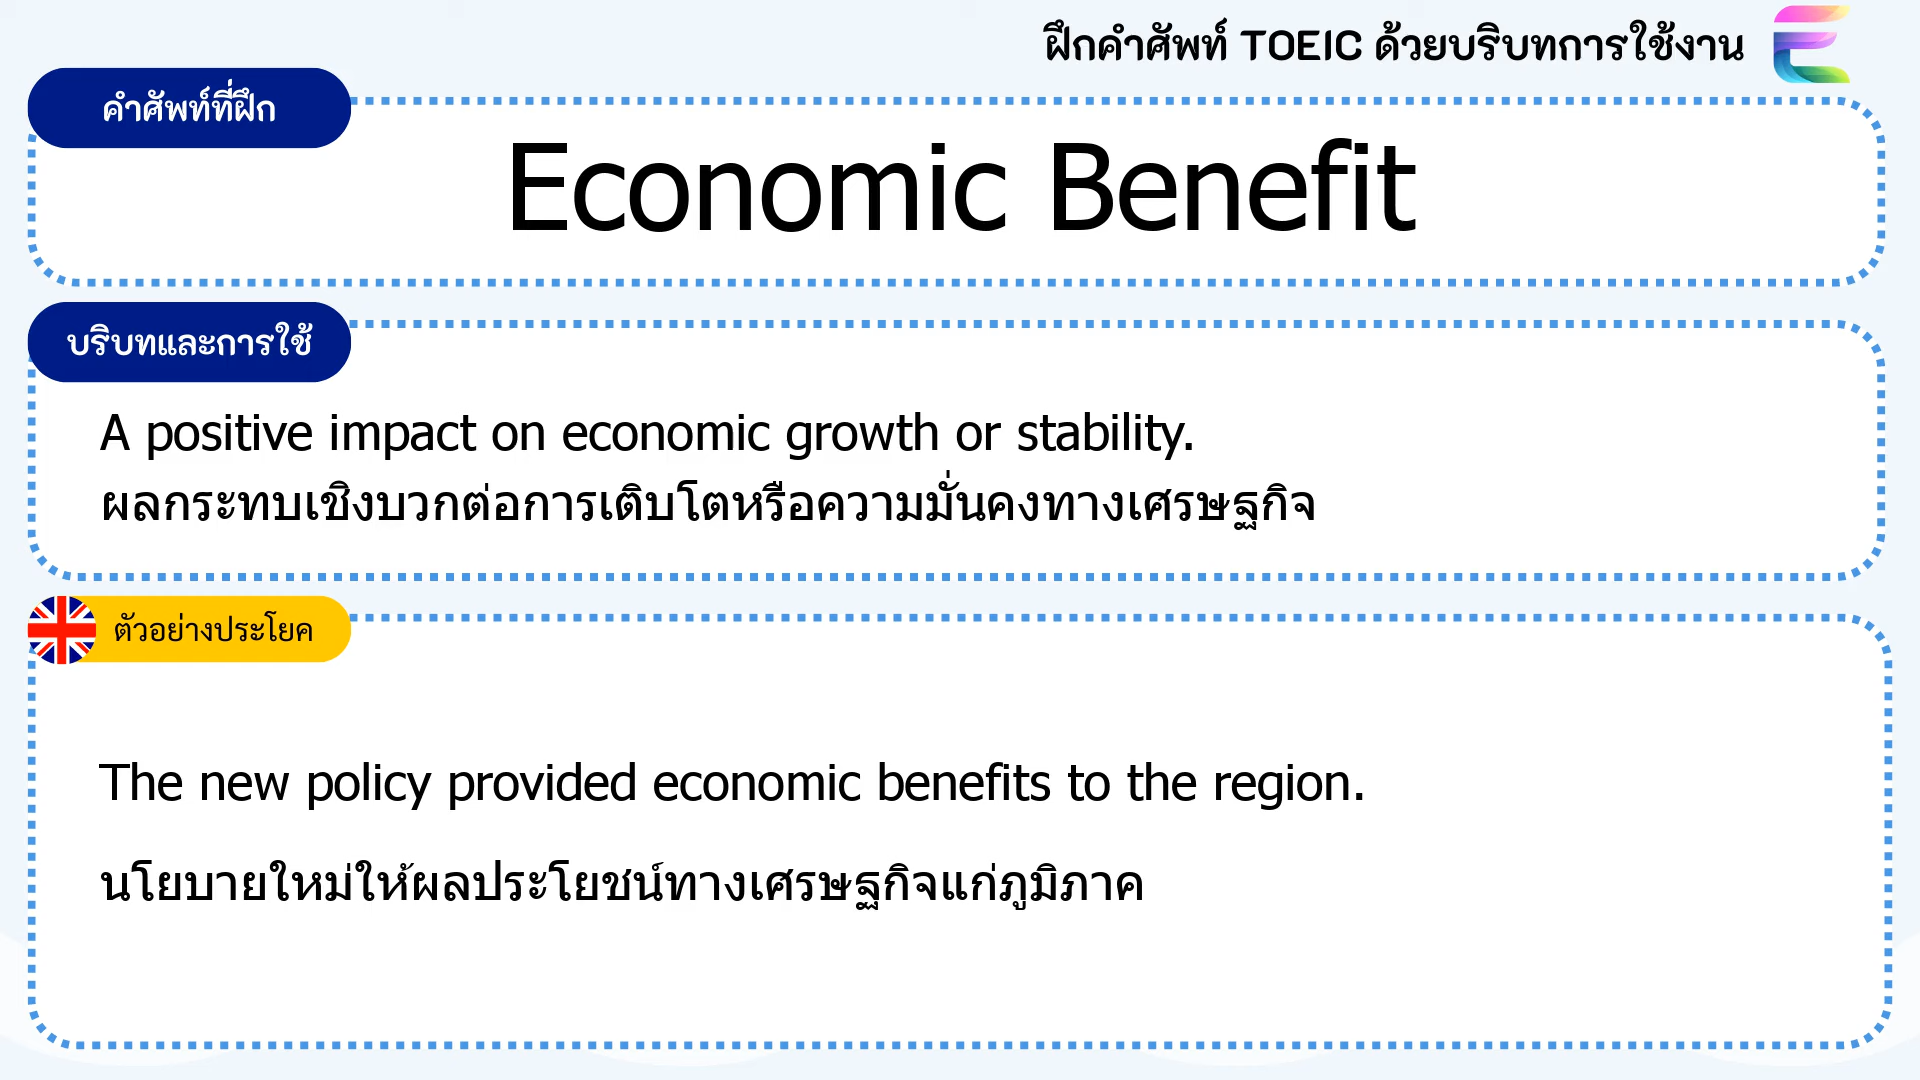 ฝึกคำศัพท์ TOEIC ด้วยบริบทการใช้งาน
คำศัพท์ที่ฝึก
Economic Benefit
บริบทและการใช้
A positive impact on economic growth or stability.
ผลกระทบเชิงบวกต่อการเติบโตหรือความมั่นคงทางเศรษฐกิจ
ตัวอย่างประโยค
The new policy provided economic benefits to the region.
นโยบายใหม่ให้ผลประโยชน์ทางเศรษฐกิจแก่ภูมิภาค